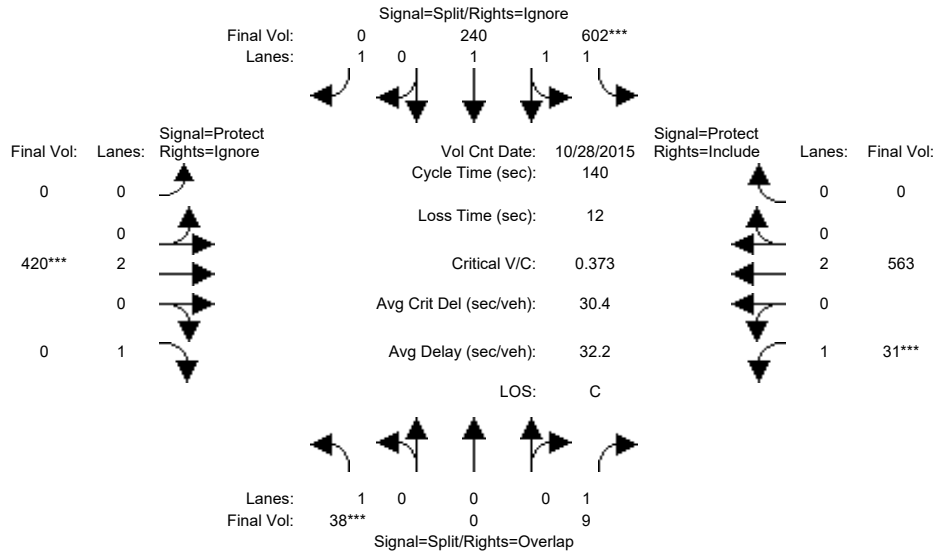 Signal=Split/Rights=Ignore
Final Vol: 0 240 602***
Lanes: 1 0 1 1 1
Signal=Protect
Final Vol: Lanes: Rights=Ignore
Vol Cnt Date: 10/28/2015
Signal=Protect
Rights=Include Lanes: Final Vol:
Cycle Time (sec): 140
0 0
0 0
Loss Time (sec): 12
0
0
420*** 2
Critical V/C: 0.373
2 563
0
Avg Crit Del (sec/veh): 30.4
0
0 1
Avg Delay (sec/veh): 32.2
1 31***
LOS: C
Lanes: 1 0 0 0 1
Final Vol: 38*** 0 9
Signal=Split/Rights=Overlap